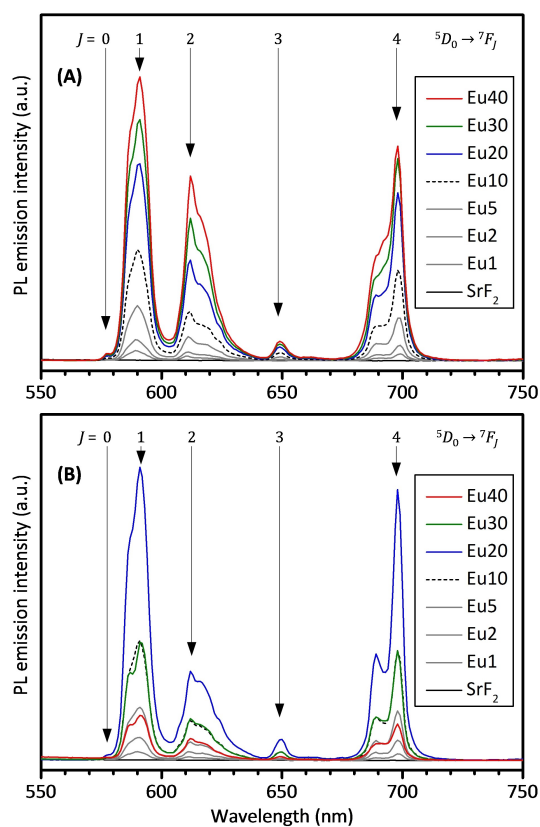 J = 0 1 2 3 4 ⁵D₀ → ⁷F_J
(A)
PL emission intensity (a.u.)
Eu40
Eu30
Eu20
Eu10
Eu5
Eu2
Eu1
SrF₂
550 600 650 700 750
J = 0 1 2 3 4 ⁵D₀ → ⁷F_J
(B)
PL emission intensity (a.u.)
Eu40
Eu30
Eu20
Eu10
Eu5
Eu2
Eu1
SrF₂
550 600 650 700 750
Wavelength (nm)